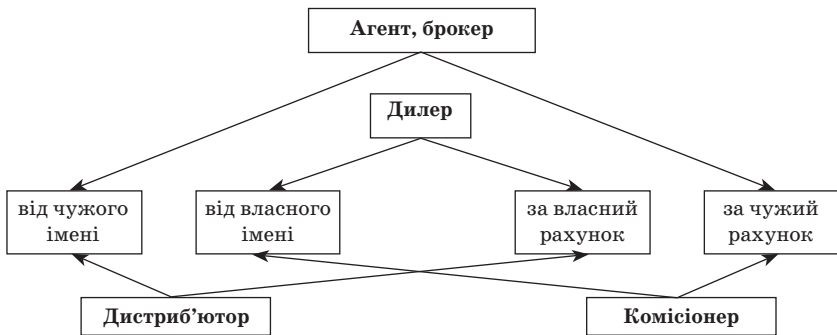 Агент, брокер
Дилер
від чужого
імені
від власного
імені
за власний
рахунок
за чужий
рахунок
Дистриб’ютор
Комісіонер